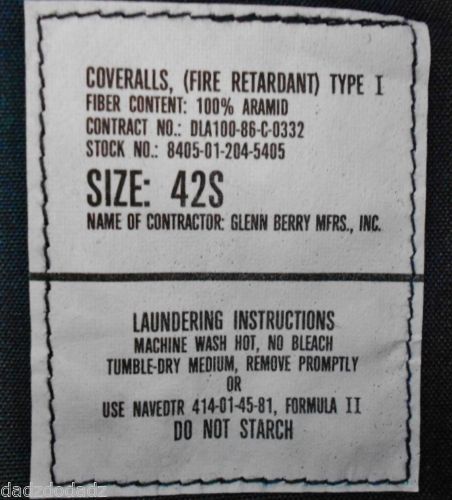 COVERALLS, (FIRE RETARDANT) TYPE I
FIBER CONTENT: 100% ARAMID
CONTRACT NO.: DLA100-86-C-0332
STOCK NO.: 8405-01-204-5405
SIZE: 42S
NAME OF CONTRACTOR: GLENN BERRY MFRS., INC.
LAUNDERING INSTRUCTIONS
MACHINE WASH HOT, NO BLEACH
TUMBLE-DRY MEDIUM, REMOVE PROMPTLY
OR
USE NAVEDTR 414-01-45-81, FORMULA II
DO NOT STARCH
dadzdodadz